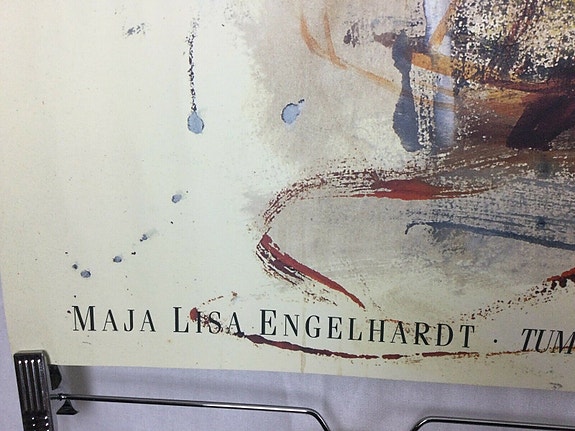 MAJA LISA ENGELHARDT · TUM